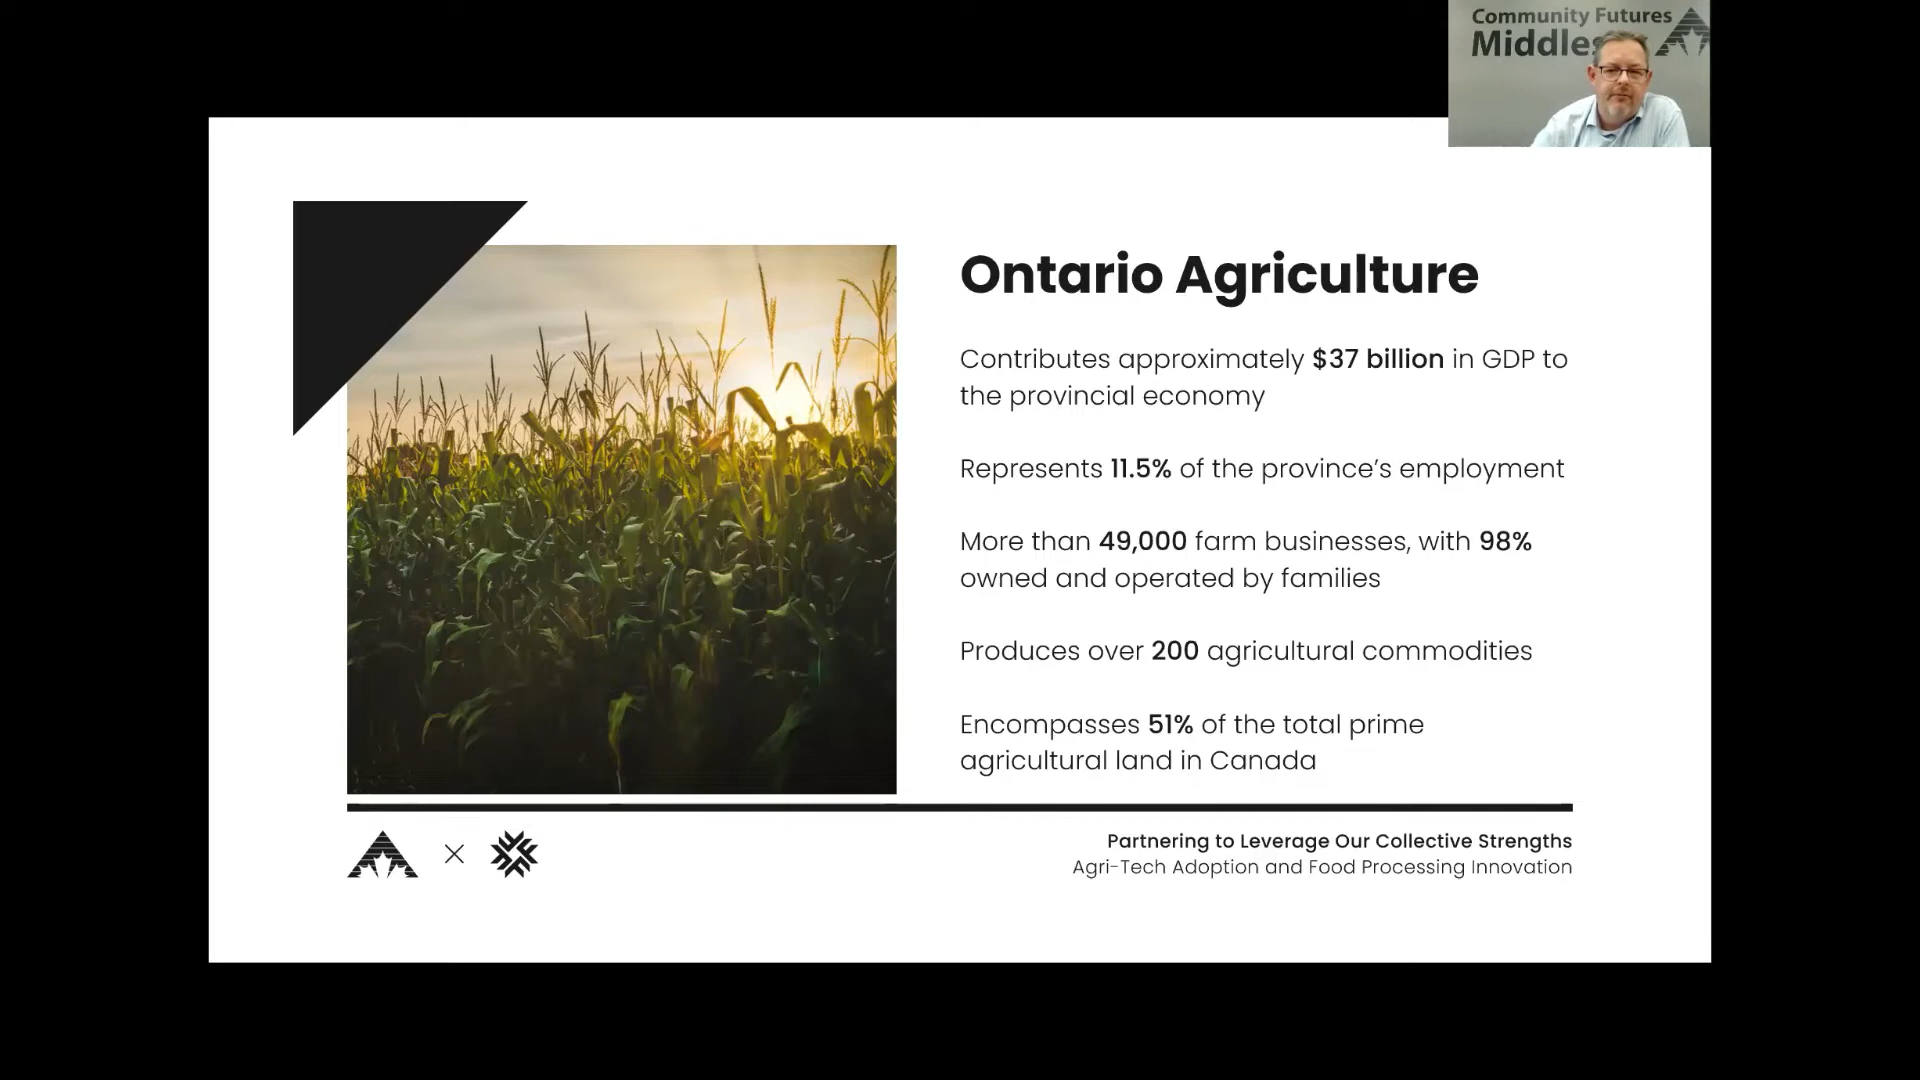 Community Futures
Ontario Agriculture
Contributes approximately $37 billion in GDP to
the provincial economy
Represents 11.5% of the province’s employment
More than 49,000 farm businesses, with 98%
owned and operated by families
Produces over 200 agricultural commodities
Encompasses 51% of the total prime
agricultural land in Canada
Partnering to Leverage Our Collective Strengths
Agri-Tech Adoption and Food Processing Innovation